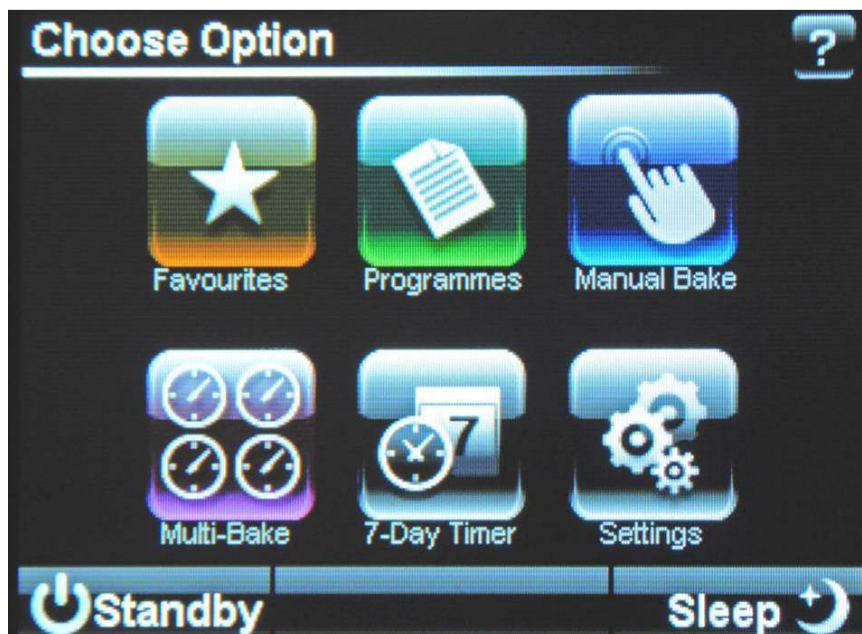 Choose Option ?
Favourites Programmes Manual Bake
7
Multi-Bake 7-Day Timer Settings
Standby Sleep